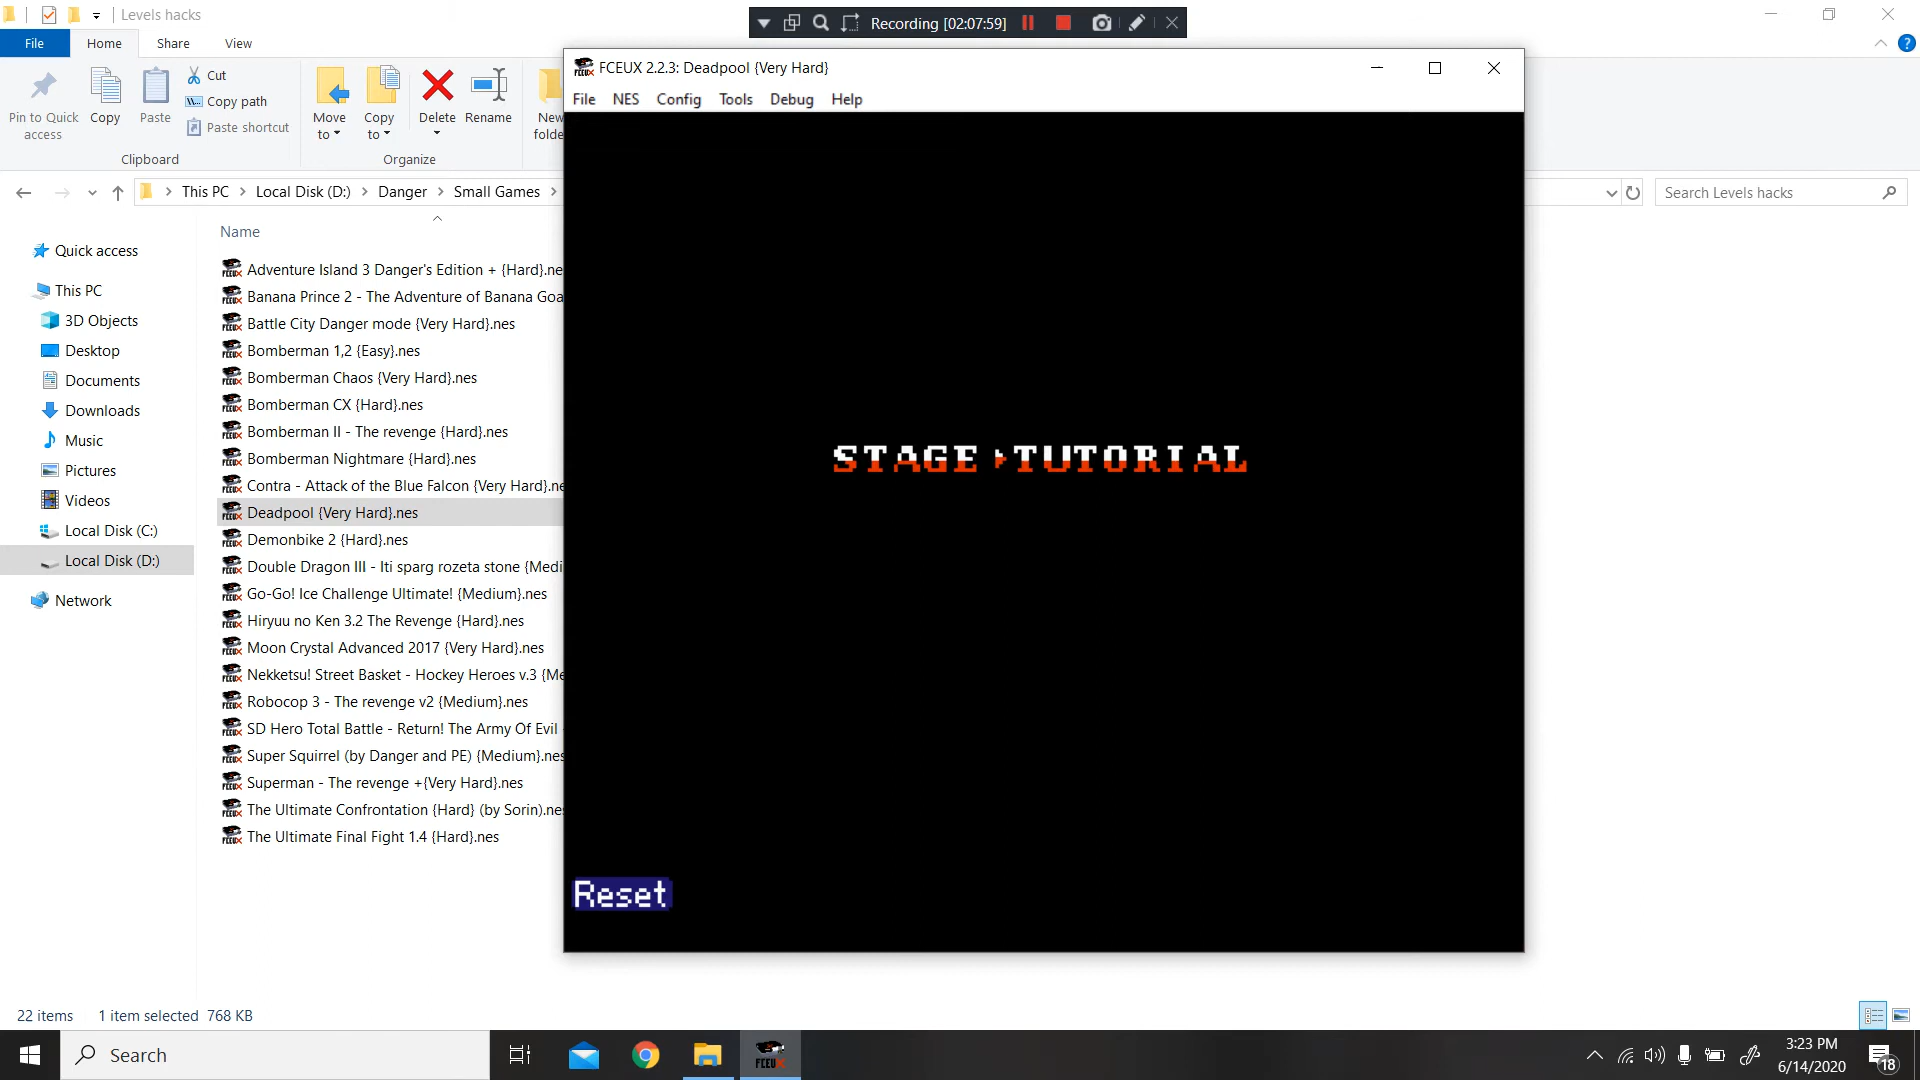 Levels hacks
Recording [02:07:59]
File
Home
Share
View
FCEUX 2.2.3: Deadpool {Very Hard}
File NES Config Tools Debug Help
Pin to Quick access
Copy
Paste
Cut
Copy path
Paste shortcut
Move to
Copy to
Delete
Rename
New
folde
Clipboard
Organize
This PC
Local Disk (D:)
Danger
Small Games
Search Levels hacks
Name
Quick access
This PC
3D Objects
Desktop
Documents
Downloads
Music
Pictures
Videos
Local Disk (C:)
Local Disk (D:)
Network
Adventure Island 3 Danger's Edition + {Hard}.ne
Banana Prince 2 - The Adventure of Banana Goa
Battle City Danger mode {Very Hard}.nes
Bomberman 1,2 {Easy}.nes
Bomberman Chaos {Very Hard}.nes
Bomberman CX {Hard}.nes
Bomberman II - The revenge {Hard}.nes
Bomberman Nightmare {Hard}.nes
Contra - Attack of the Blue Falcon {Very Hard}.ne
Deadpool {Very Hard}.nes
Demonbike 2 {Hard}.nes
Double Dragon III - Iti sparg rozeta stone {Medi
Go-Go! Ice Challenge Ultimate! {Medium}.nes
Hiryuu no Ken 3.2 The Revenge {Hard}.nes
Moon Crystal Advanced 2017 {Very Hard}.nes
Nekketsu! Street Basket - Hockey Heroes v.3 {Me
Robocop 3 - The revenge v2 {Medium}.nes
SD Hero Total Battle - Return! The Army Of Evil
Super Squirrel (by Danger and PE) {Medium}.nes
Superman - The revenge +{Very Hard}.nes
The Ultimate Confrontation {Hard} (by Sorin).nes
The Ultimate Final Fight 1.4 {Hard}.nes
STAGE TUTORIAL
Reset
22 items 1 item selected 768 KB
Search
FCEUX
3:23 PM
6/14/2020
18